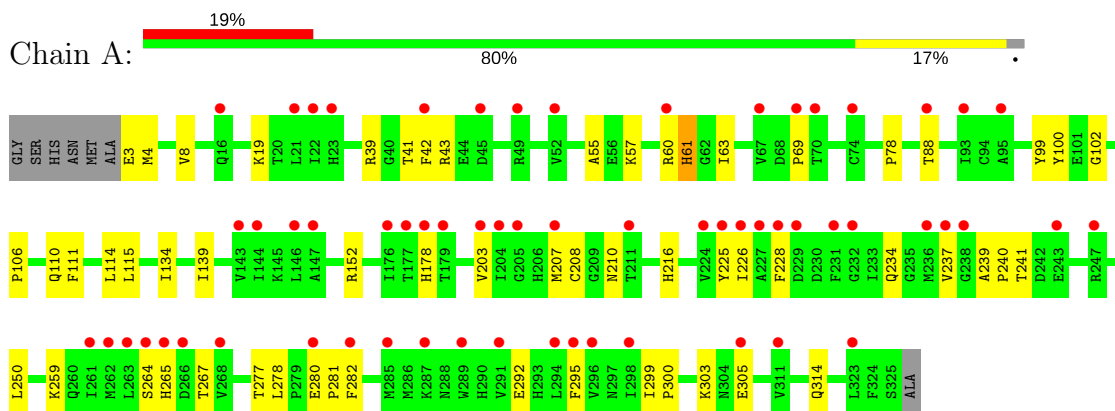 19%
Chain A:
80% 17% •
GLY SER HIS ASN MET ALA E3 M4 V8 Q16 K19 T20 L21 I22 H23 R39 G40 T41 F42 R43 E44 D45 R49 V52 A55 E56 K57 R60 H61 G62 I63 V67 D68 P69 T70 C74 P78 T88 I93 C94 A95 Y99 Y100 E101 G102
P106 Q110 F111 L114 L115 I134 I139 V143 I144 K145 L146 A147 R152 I176 T177 H178 T179 V203 I204 G205 H206 M207 C208 G209 N210 T211 H216 V224 Y225 I226 A227 F228 D229 D230 F231 G232 I233 Q234 G235 M236 V237 G238 A239 P240 T241 D242 E243 R247
L250 K259 Q260 I261 M262 L263 S264 H265 D266 T267 V268 T277 L278 P279 E280 P281 F282 M285 M286 K287 N288 W289 H290 V291 E292 H293 L294 F295 V296 N297 I298 I299 P300 K303 N304 E305 V311 Q314 L323 F324 S325 ALA